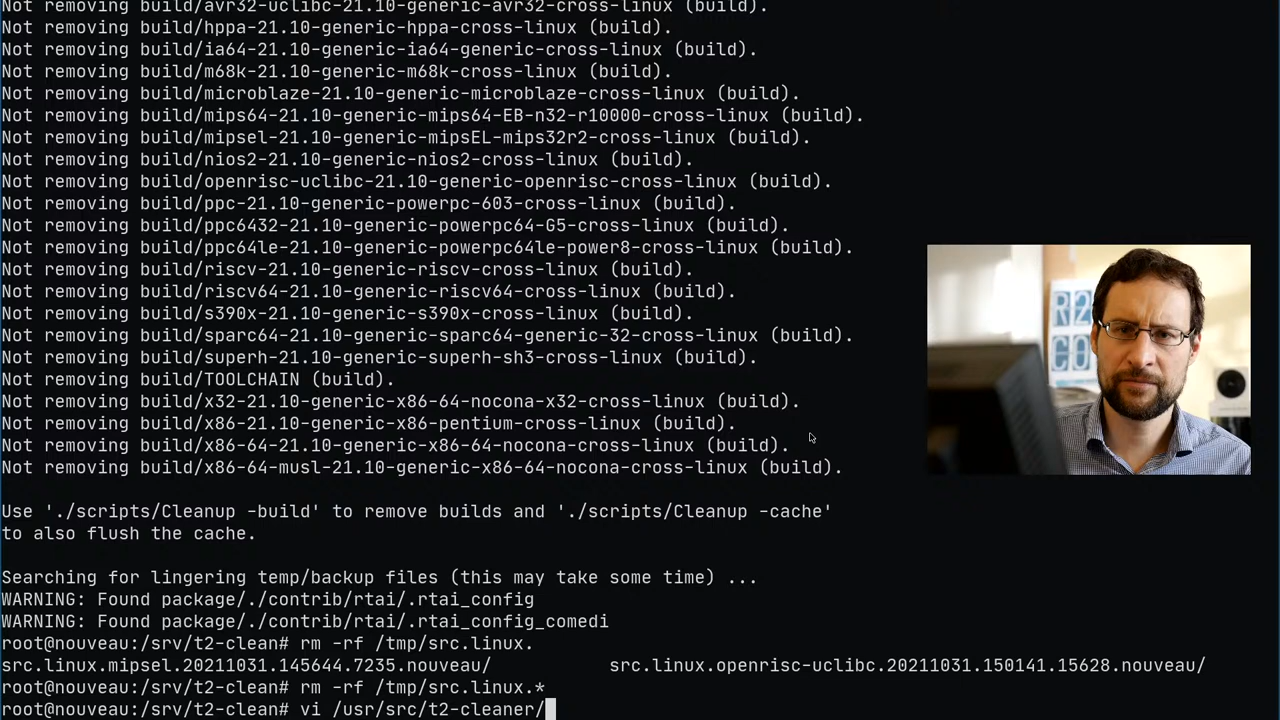 Not removing build/avr32-uclibc-21.10-generic-avr32-cross-linux (build).
Not removing build/hppa-21.10-generic-hppa-cross-linux (build).
Not removing build/ia64-21.10-generic-ia64-generic-cross-linux (build).
Not removing build/m68k-21.10-generic-m68k-cross-linux (build).
Not removing build/microblaze-21.10-generic-microblaze-cross-linux (build).
Not removing build/mips64-21.10-generic-mips64-EB-n32-r10000-cross-linux (build).
Not removing build/mipsel-21.10-generic-mipsEL-mips32r2-cross-linux (build).
Not removing build/nios2-21.10-generic-nios2-cross-linux (build).
Not removing build/openrisc-uclibc-21.10-generic-openrisc-cross-linux (build).
Not removing build/ppc-21.10-generic-powerpc-603-cross-linux (build).
Not removing build/ppc6432-21.10-generic-powerpc64-G5-cross-linux (build).
Not removing build/ppc64le-21.10-generic-powerpc64le-power8-cross-linux (build).
Not removing build/riscv-21.10-generic-riscv-cross-linux (build).
Not removing build/riscv64-21.10-generic-riscv64-cross-linux (build).
Not removing build/s390x-21.10-generic-s390x-cross-linux (build).
Not removing build/sparc64-21.10-generic-sparc64-generic-32-cross-linux (build).
Not removing build/superh-21.10-generic-superh-sh3-cross-linux (build).
Not removing build/TOOLCHAIN (build).
Not removing build/x32-21.10-generic-x86-64-nocona-x32-cross-linux (build).
Not removing build/x86-21.10-generic-x86-pentium-cross-linux (build).
Not removing build/x86-64-21.10-generic-x86-64-nocona-cross-linux (build).
Not removing build/x86-64-musl-21.10-generic-x86-64-nocona-cross-linux (build).
Use './scripts/Cleanup -build' to remove builds and './scripts/Cleanup -cache'
to also flush the cache.
Searching for lingering temp/backup files (this may take some time) ...
WARNING: Found package/./contrib/rtai/.rtai_config
WARNING: Found package/./contrib/rtai/.rtai_config_comedi
root@nouveau:/srv/t2-clean# rm -rf /tmp/src.linux.
src.linux.mipsel.20211031.145644.7235.nouveau/ src.linux.openrisc-uclibc.20211031.150141.15628.nouveau/
root@nouveau:/srv/t2-clean# rm -rf /tmp/src.linux.*
root@nouveau:/srv/t2-clean# vi /usr/src/t2-cleaner/
R2
CO